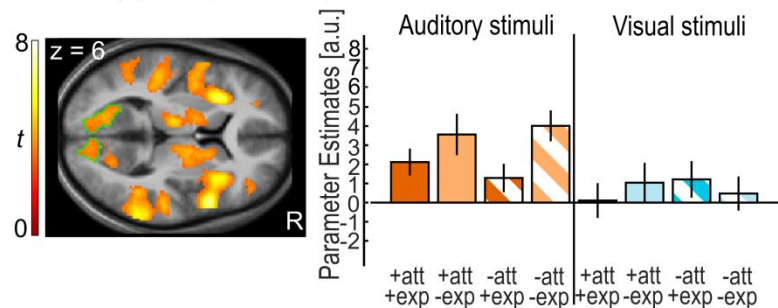 8
t
0
z = 6
R
Parameter Estimates [a.u.]
8
7
6
5
4
3
2
1
0
-1
-2
Auditory stimuli
Visual stimuli
+att +att -att -att +att +att -att -att
+exp -exp +exp -exp +exp -exp +exp -exp